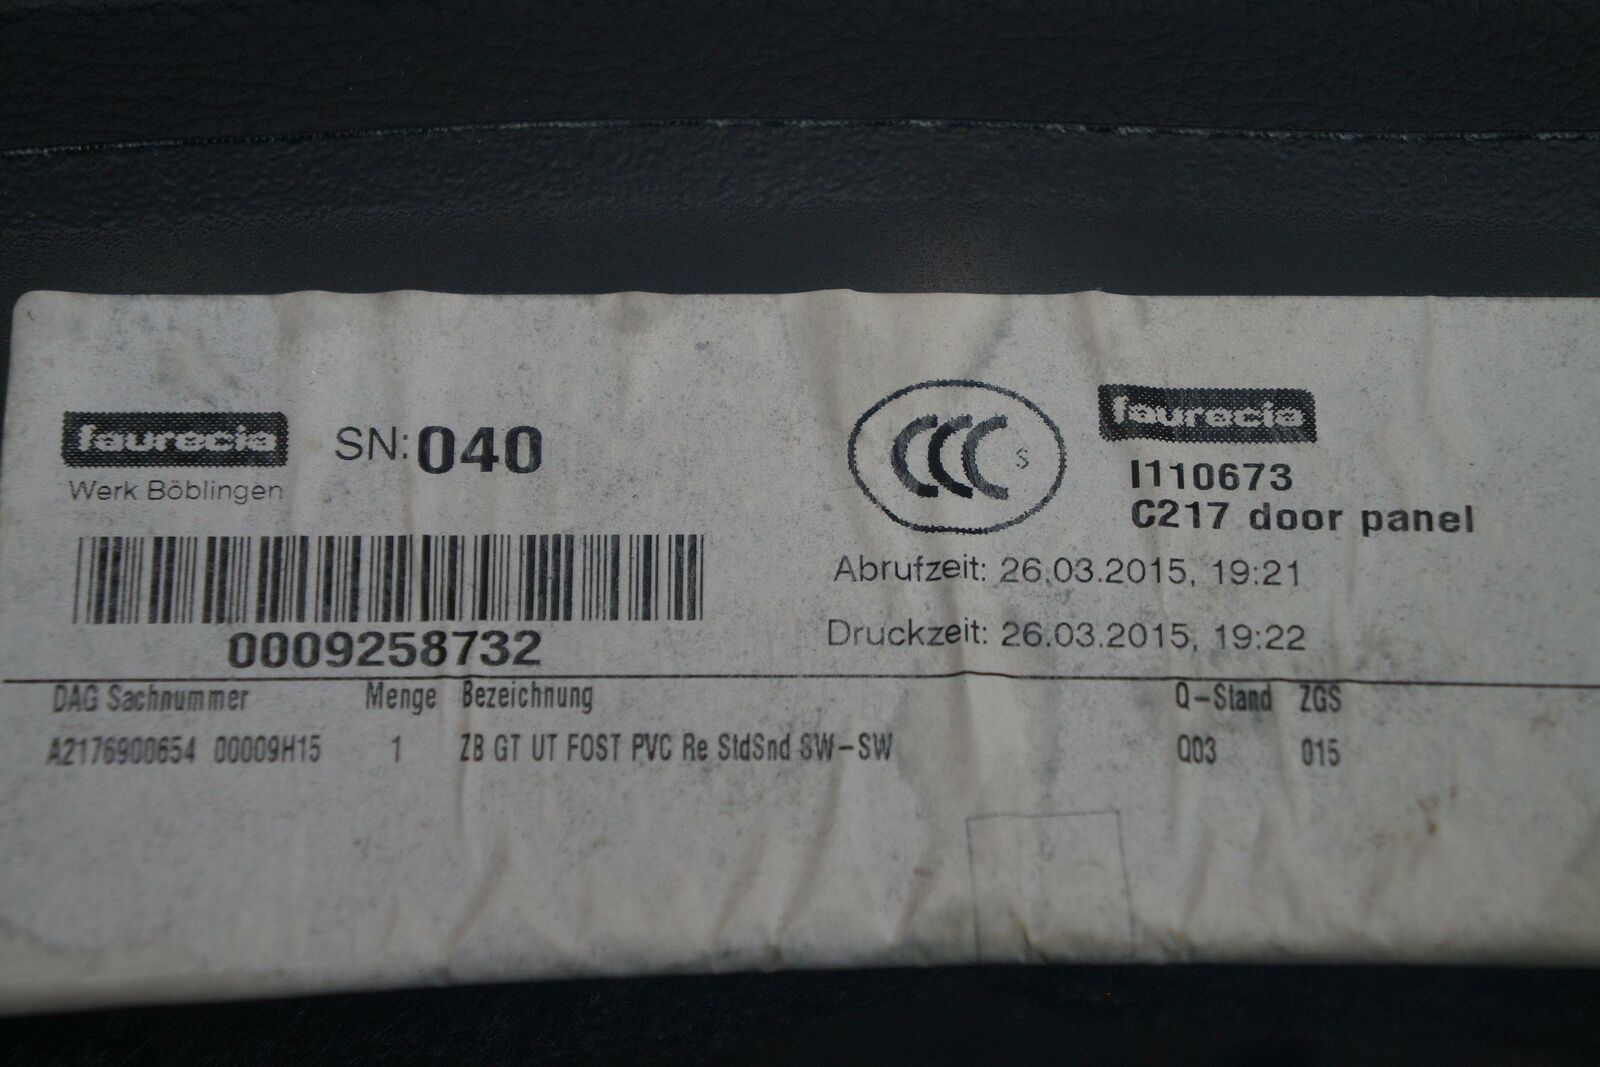 faurecia SN: 040
Werk Böblingen
0009258732
CCC S
faurecia
I110673
C217 door panel
Abrufzeit: 26.03.2015, 19:21
Druckzeit: 26.03.2015, 19:22
DAG Sachnummer Menge Bezeichnung Q-Stand ZGS
A2176900654 00009H15 1 ZB GT UT FOST PVC Re StdSnd SW-SW Q03 015